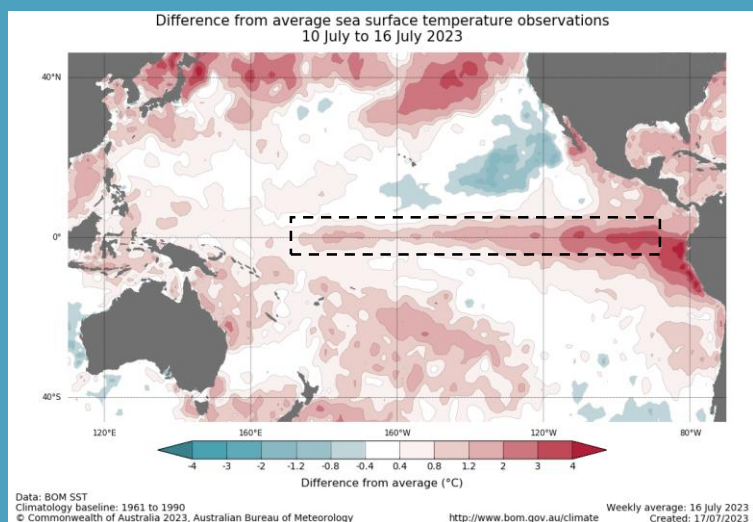 Difference from average sea surface temperature observations
10 July to 16 July 2023
40°N
0°
40°S
120°E
160°E
160°W
120°W
80°W
-4 -3 -2 -1.2 -0.8 -0.4 0.4 0.8 1.2 2 3 4
Difference from average (°C)
Data: BOM SST
Climatology baseline: 1961 to 1990
© Commonwealth of Australia 2023, Australian Bureau of Meteorology
http://www.bom.gov.au/climate
Weekly average: 16 July 2023
Created: 17/07/2023